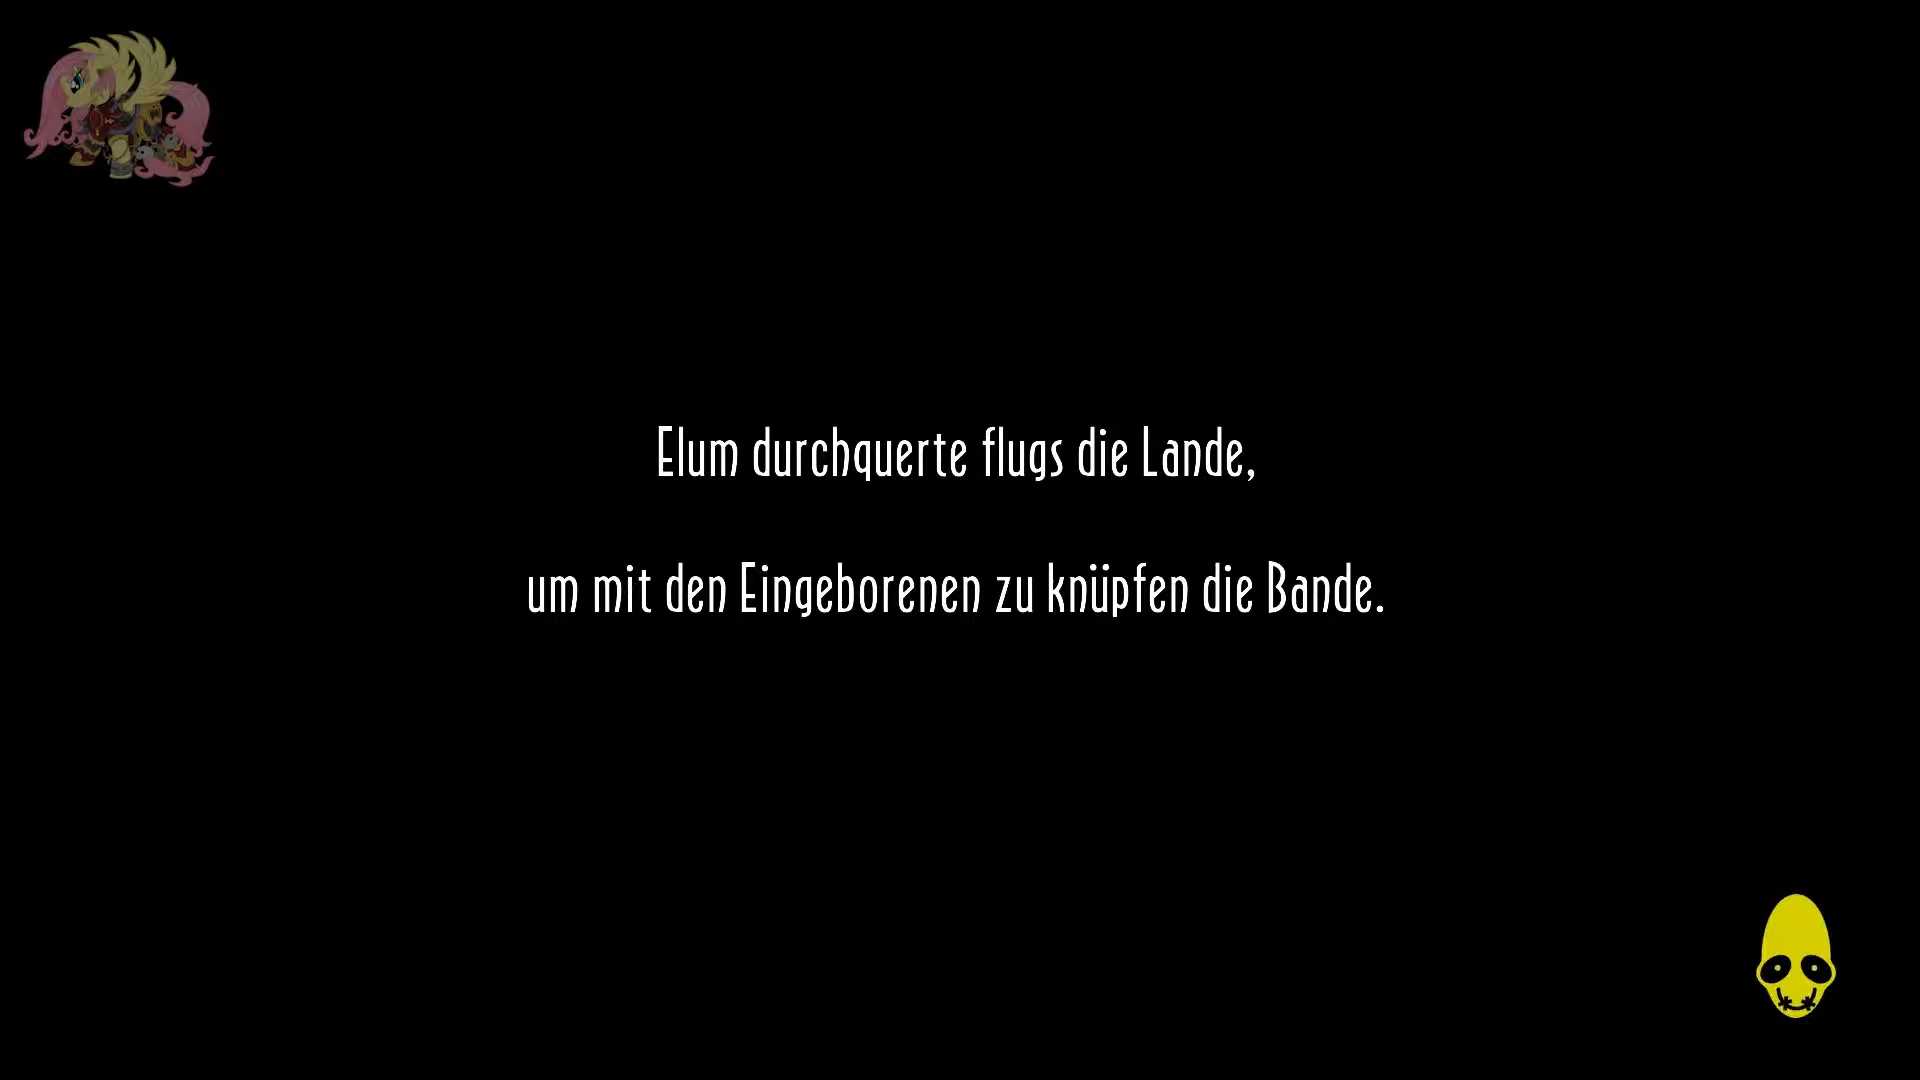 Elum durchquerte flugs die Lande,
um mit den Eingeborenen zu knüpfen die Bande.